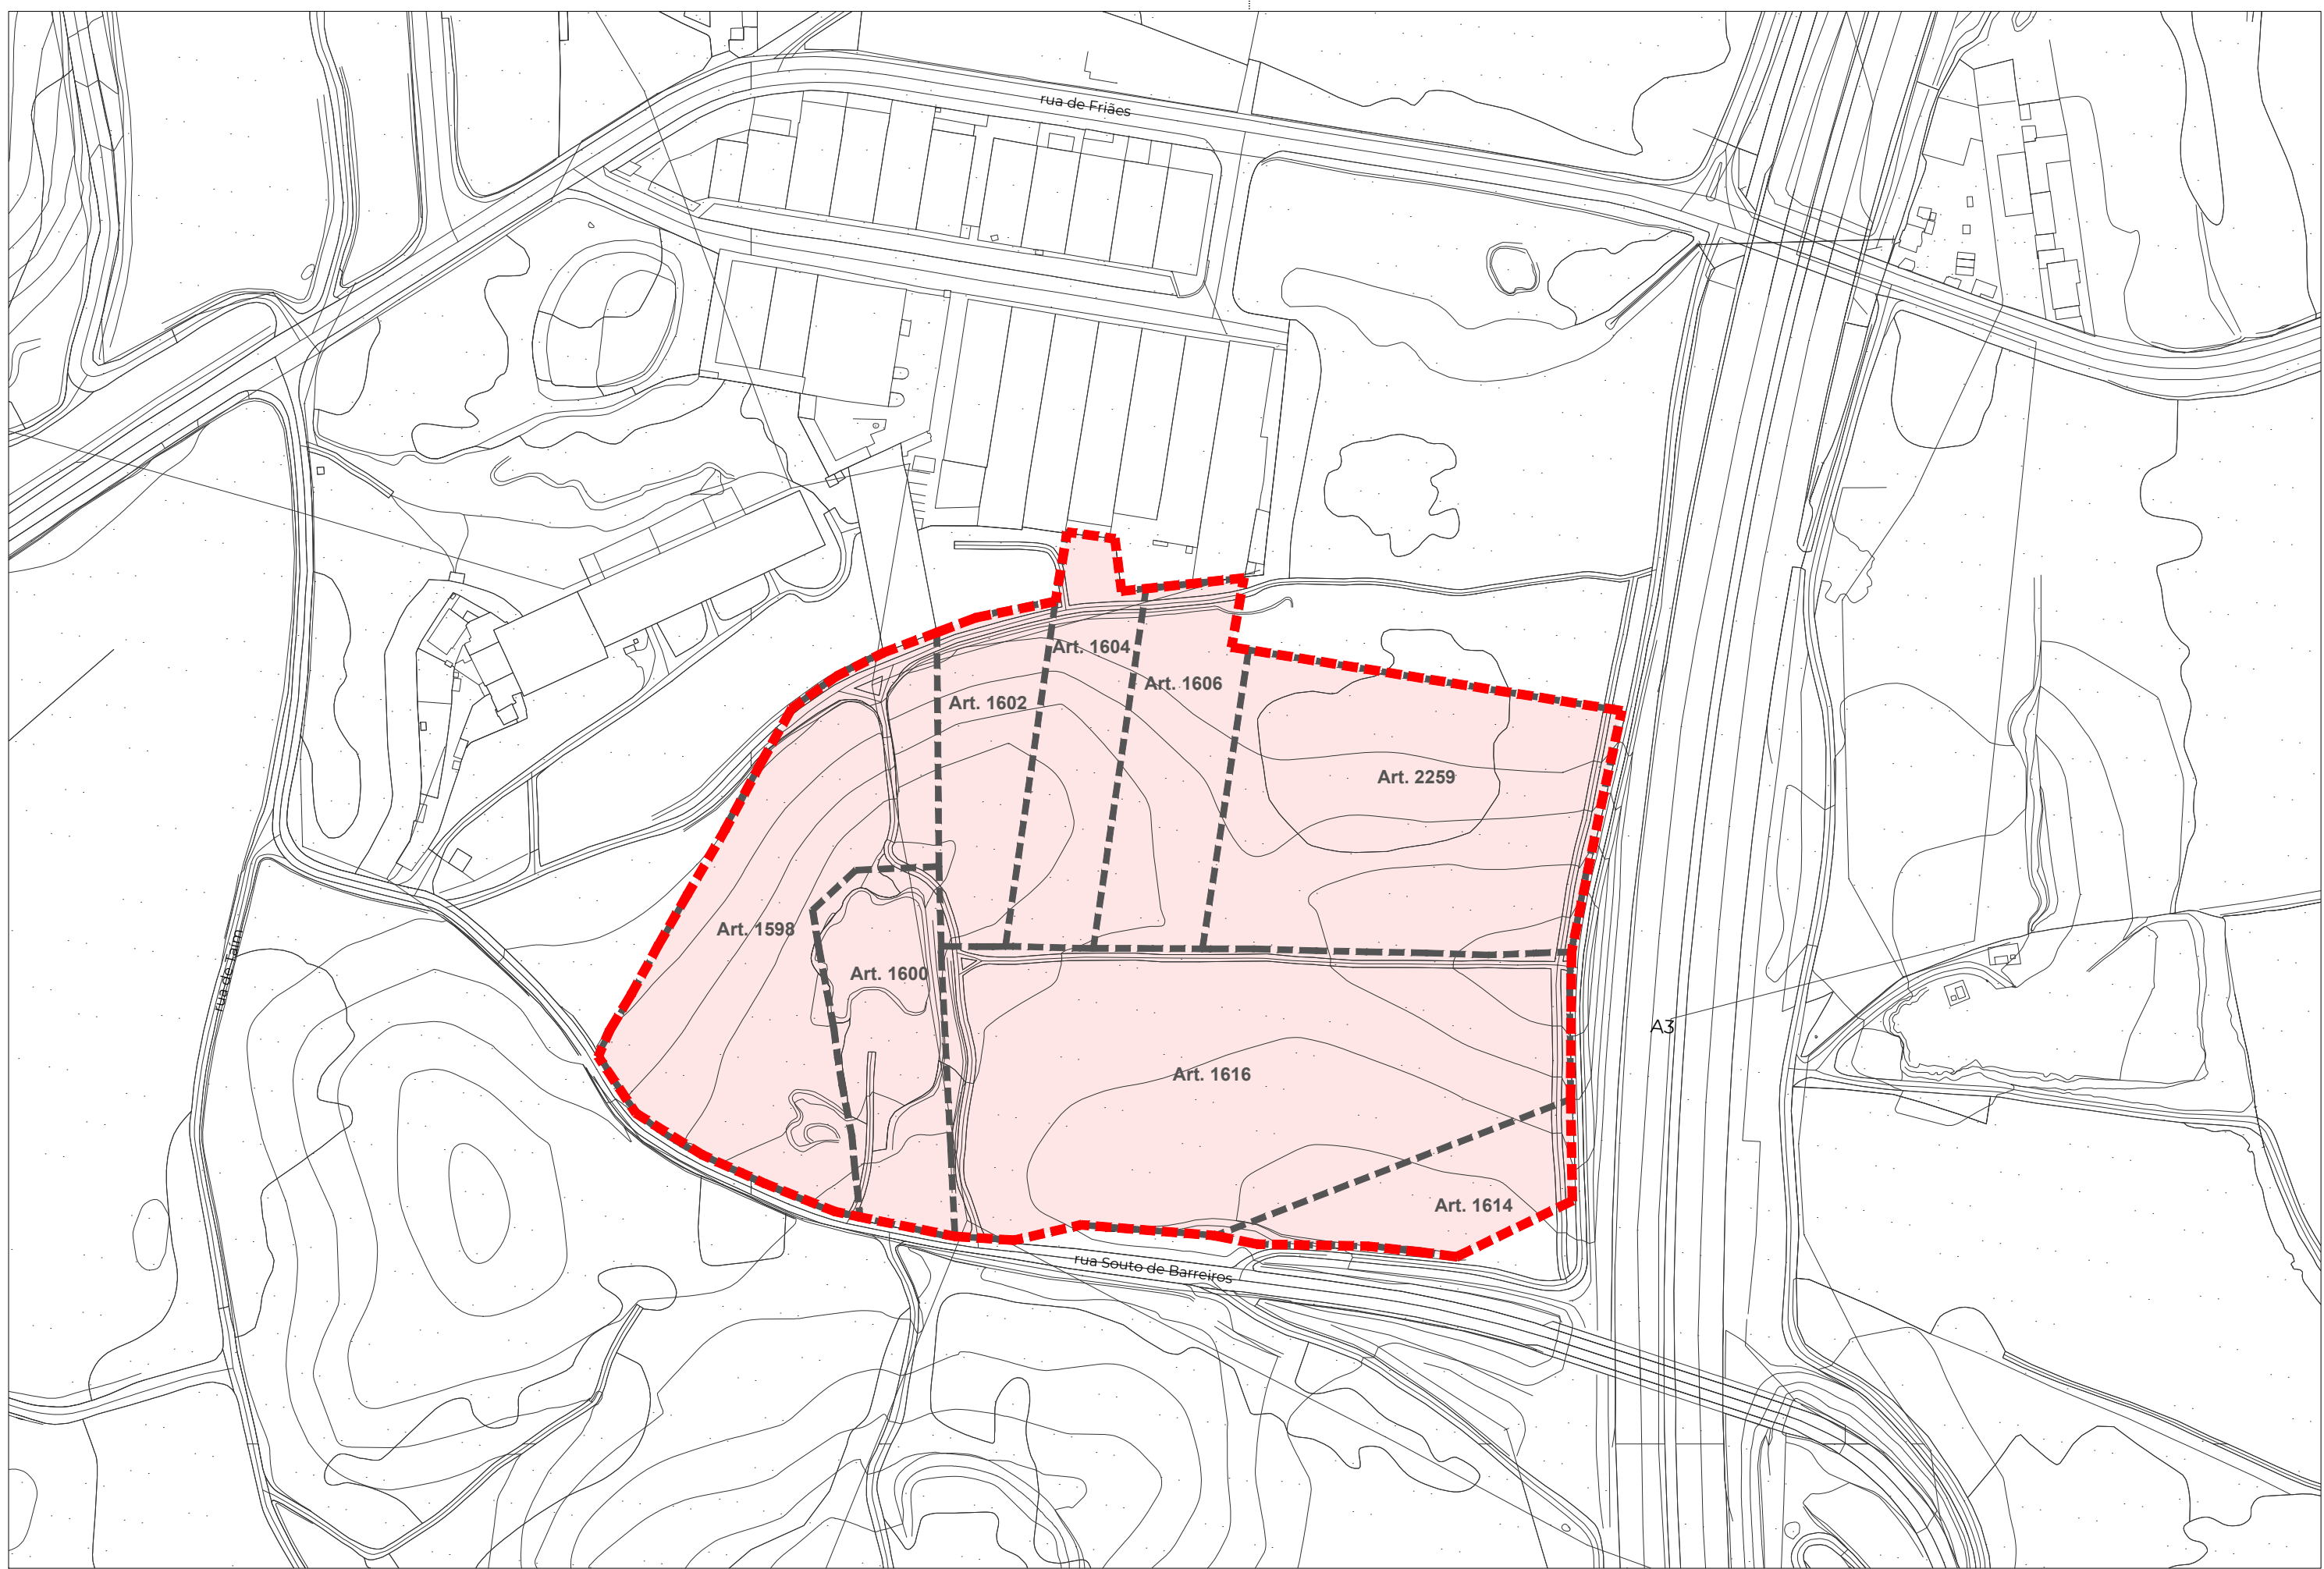 rua de Friães
Art. 1604
Art. 1606
Art. 1602
Art. 2259
Art. 1598
rua de Taím
Art. 1600
A3
Art. 1616
Art. 1614
rua Souto de Barreiros